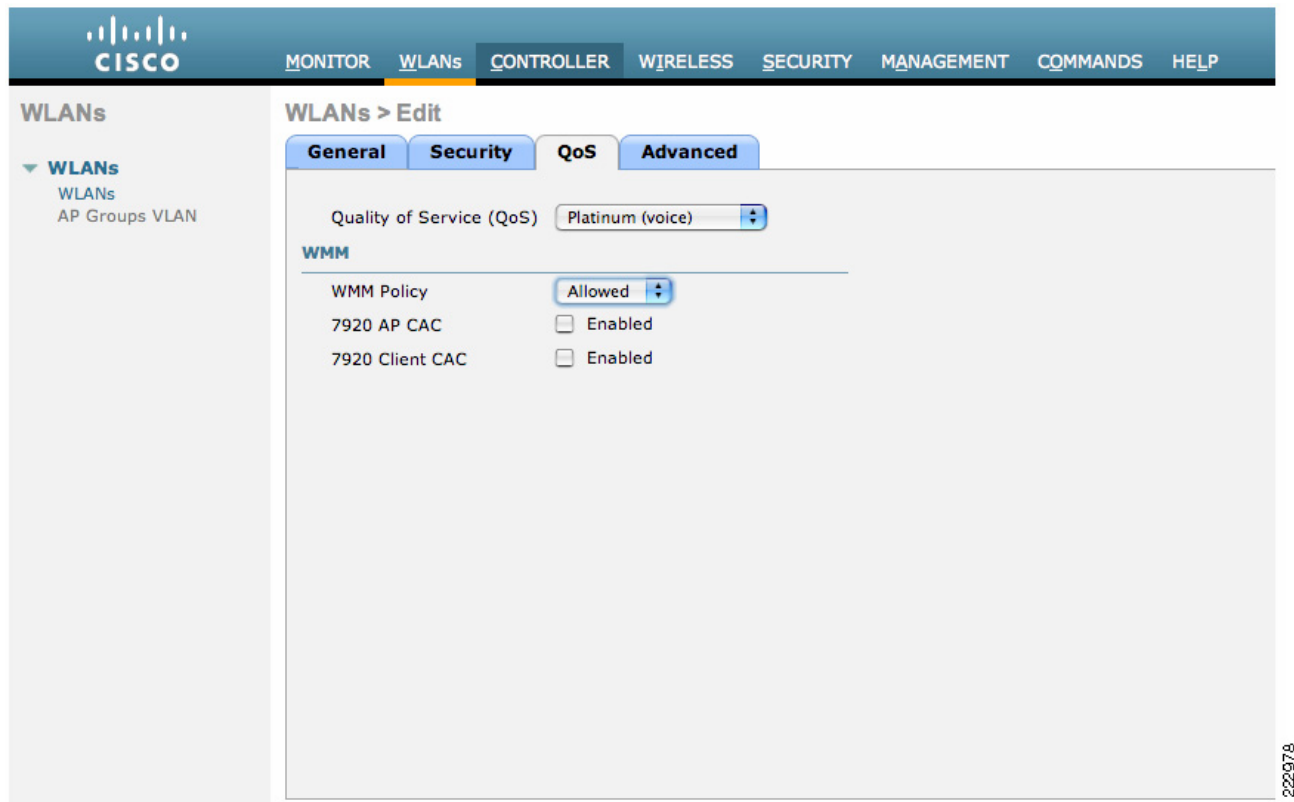 CISCO
MONITOR WLANs CONTROLLER WIRELESS SECURITY MANAGEMENT COMMANDS HELP
WLANs
WLANs
WLANs
AP Groups VLAN
WLANs > Edit
General Security QoS Advanced
Quality of Service (QoS) Platinum (voice)
WMM
WMM Policy Allowed
7920 AP CAC Enabled
7920 Client CAC Enabled
222978